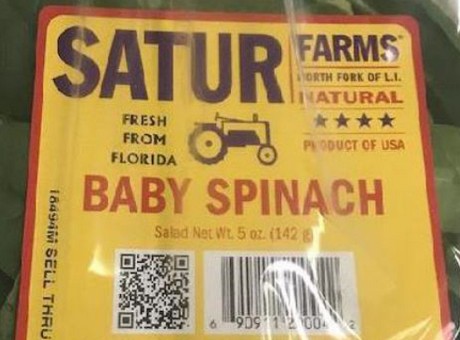 SATUR FARMS
NORTH FORK OF L.I.
NATURAL
FRESH
FROM
FLORIDA
PRODUCT OF USA
BABY SPINACH
Salad Net Wt. 5 oz. (142 g)
SELL THRU